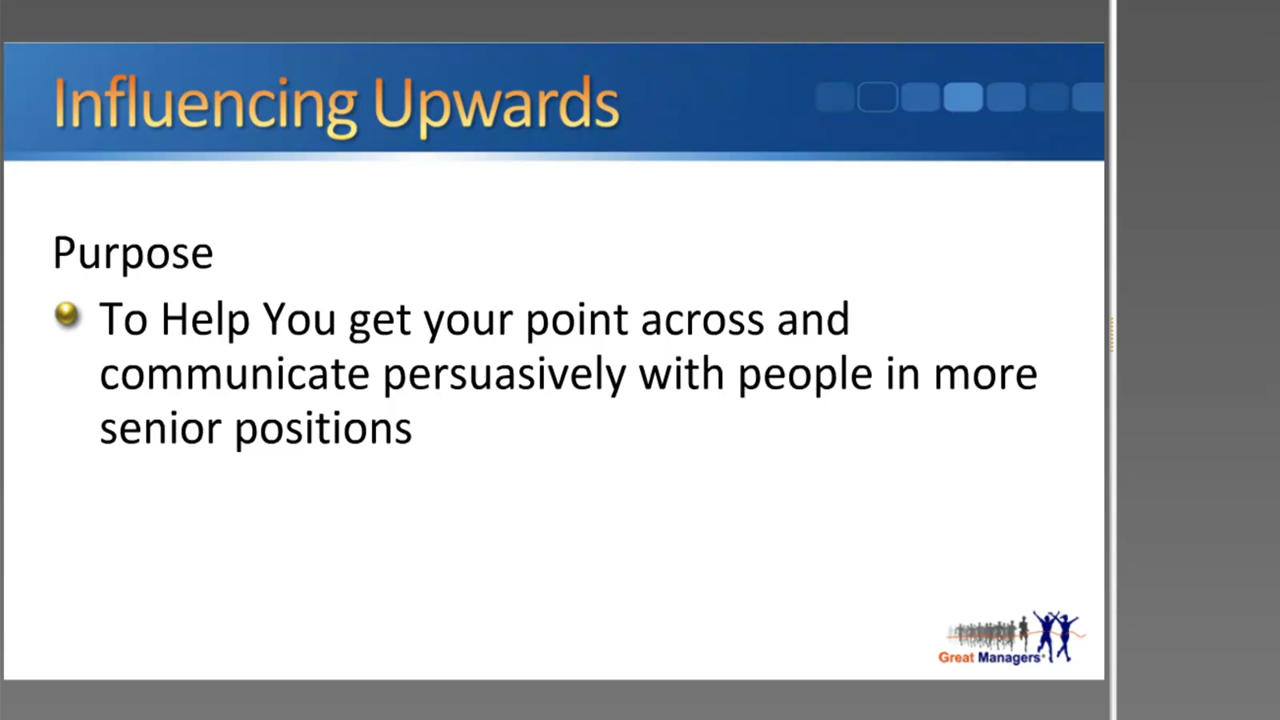 Influencing Upwards
Purpose
To Help You get your point across and
communicate persuasively with people in more
senior positions
Great Managers